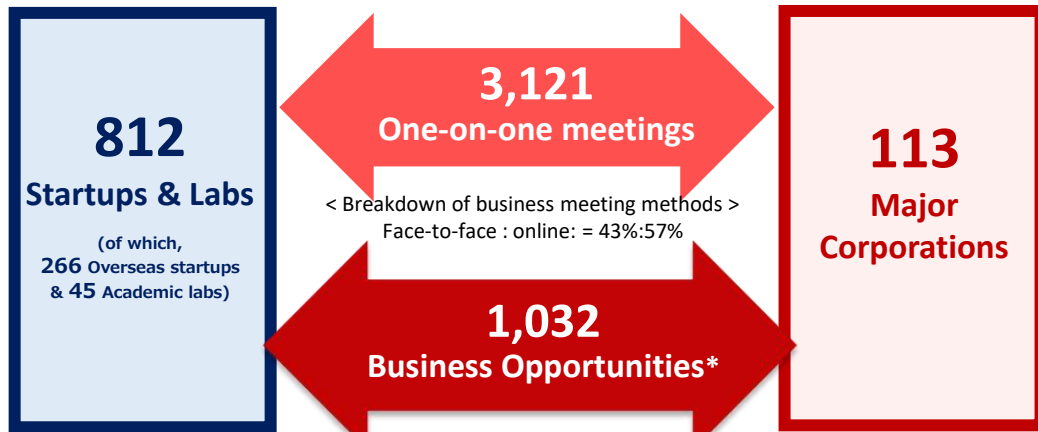 812
Startups & Labs
(of which,
266 Overseas startups
& 45 Academic labs)
3,121
One-on-one meetings
< Breakdown of business meeting methods >
Face-to-face : online: = 43%:57%
1,032
Business Opportunities*
113
Major
Corporations